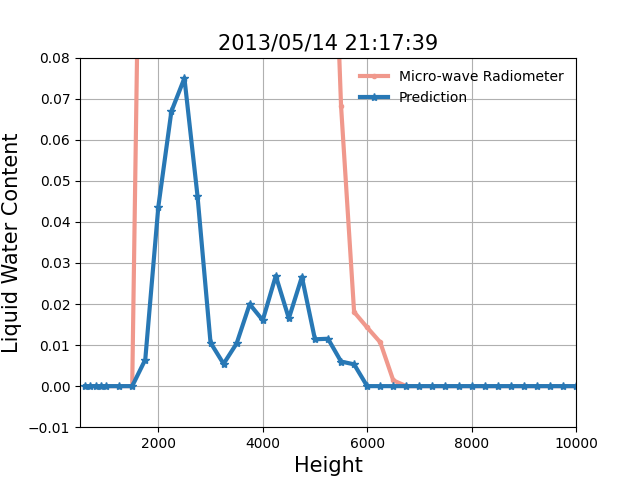 2013/05/14 21:17:39
Micro-wave Radiometer
Prediction
Liquid Water Content
0.08
0.07
0.06
0.05
0.04
0.03
0.02
0.01
0.00
−0.01
2000 4000 6000 8000 10000
Height